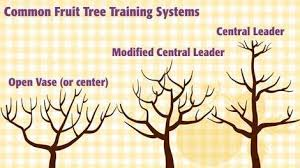 Common Fruit Tree Training Systems
Central Leader
Modified Central Leader
Open Vase (or center)